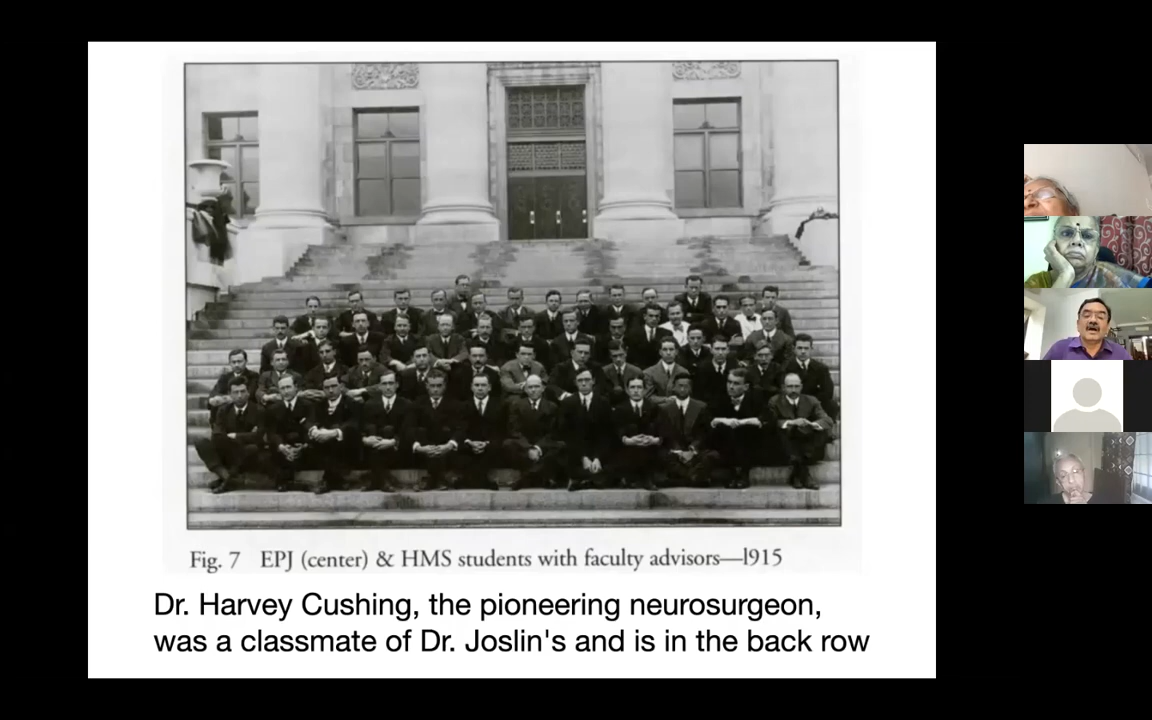 Fig. 7 EPJ (center) & HMS students with faculty advisors—l915
Dr. Harvey Cushing, the pioneering neurosurgeon,
was a classmate of Dr. Joslin's and is in the back row